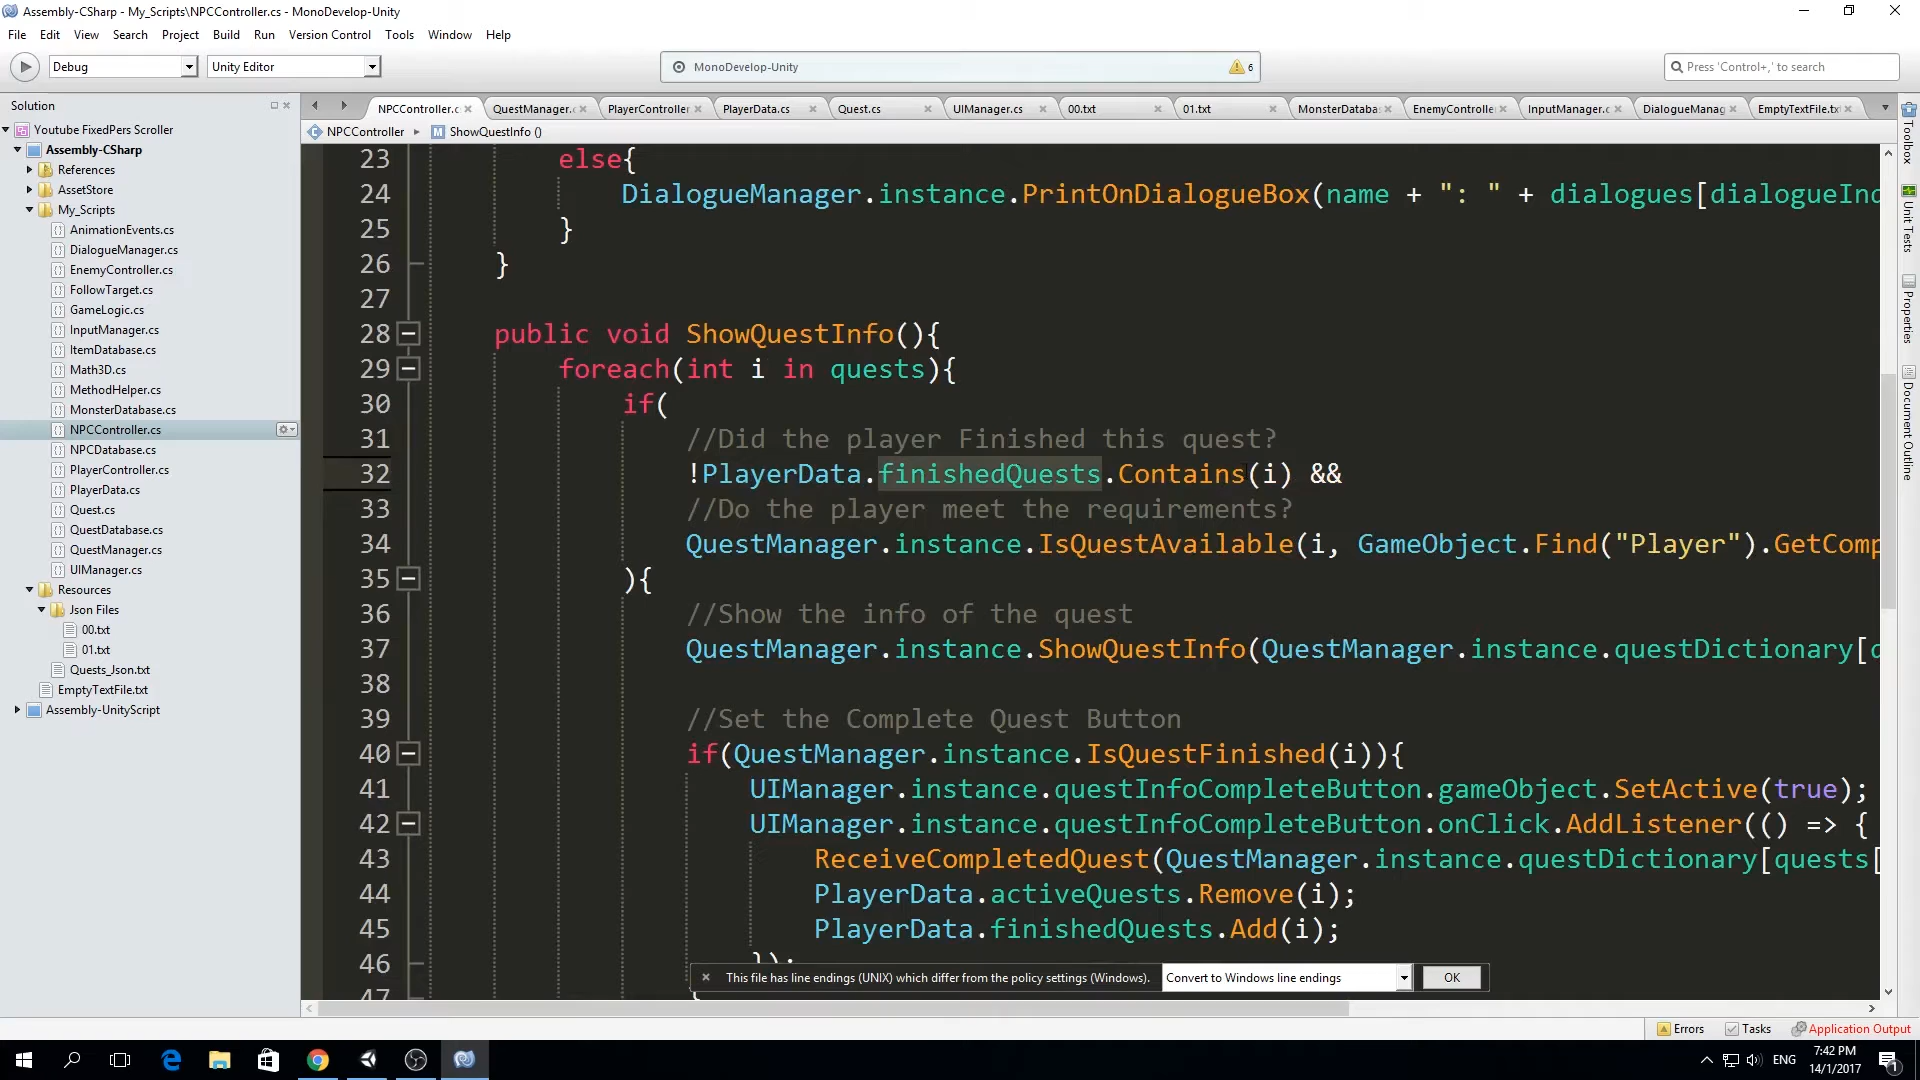 Assembly-CSharp - My_Scripts\NPCController.cs - MonoDevelop-Unity
File Edit View Search Project Build Run Version Control Tools Window Help
Debug
Unity Editor
MonoDevelop-Unity
6
Press 'Control+,' to search
Solution
Youtube FixedPers Scroller
Assembly-CSharp
References
AssetStore
My_Scripts
AnimationEvents.cs
DialogueManager.cs
EnemyController.cs
FollowTarget.cs
GameLogic.cs
InputManager.cs
ItemDatabase.cs
Math3D.cs
MethodHelper.cs
MonsterDatabase.cs
NPCController.cs
NPCDatabase.cs
PlayerController.cs
PlayerData.cs
Quest.cs
QuestDatabase.cs
QuestManager.cs
UIManager.cs
Resources
Json Files
00.txt
01.txt
Quests_Json.txt
EmptyTextFile.txt
Assembly-UnityScript
NPCController.c QuestManager.c PlayerController PlayerData.cs Quest.cs UIManager.cs 00.txt 01.txt MonsterDataba: EnemyControlle: InputManager.c DialogueManag EmptyTextFile.tx
NPCController ShowQuestInfo ()
23 else{
24 DialogueManager.instance.PrintOnDialogueBox(name + ": " + dialogues[dialogueInd
25 }
26 }
27
28 public void ShowQuestInfo(){
29 foreach(int i in quests){
30 if(
31 //Did the player Finished this quest?
32 !PlayerData.finishedQuests.Contains(i) &&
33 //Do the player meet the requirements?
34 QuestManager.instance.IsQuestAvailable(i, GameObject.Find("Player").GetComp
35 ){
36 //Show the info of the quest
37 QuestManager.instance.ShowQuestInfo(QuestManager.instance.questDictionary[q
38
39 //Set the Complete Quest Button
40 if(QuestManager.instance.IsQuestFinished(i)){
41 UIManager.instance.questInfoCompleteButton.gameObject.SetActive(true);
42 UIManager.instance.questInfoCompleteButton.onClick.AddListener(() => {
43 ReceiveCompletedQuest(QuestManager.instance.questDictionary[quests[
44 PlayerData.activeQuests.Remove(i);
45 PlayerData.finishedQuests.Add(i);
46 });
47
This file has line endings (UNIX) which differ from the policy settings (Windows). Convert to Windows line endings OK
Toolbox
Unit Tests
Properties
Document Outline
Errors Tasks Application Output
ENG
7:42 PM
14/1/2017
1